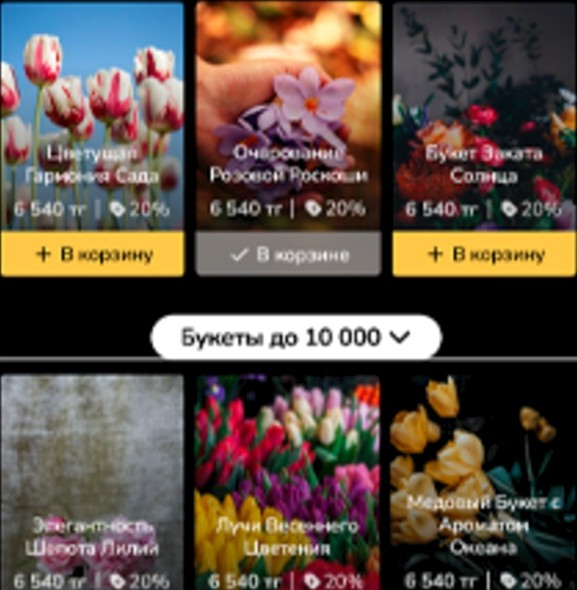 Цветущая
Гармония Сада
6 540 тг | 20%
+ В корзину
Очарование
Розовой Роскоши
6 540 тг | 20%
✓ В корзине
Букет Заката
Солнца
6 540 тг | 20%
+ В корзину
Букеты до 10 000
Элегантность
Шепота Лилий
6 540 тг | 20%
Лучи Весеннего
Цветения
6 540 тг | 20%
Медовый Букет с
Ароматом
Океана
6 540 тг | 20%